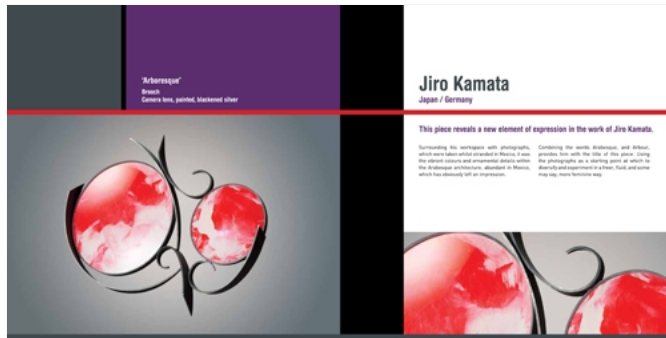 'Arboresque'
Brooch
Camera lens, painted, blackened silver
Jiro Kamata
Japan / Germany
This piece reveals a new element of expression in the work of Jiro Kamata.
Surrounding his workspace with photographs,
which were taken whilst stranded in Mexico, it was
the vibrant colours and ornamental details within
the Arabesque architecture, abundant in Mexico,
which has obviously left an impression.
Combining the words Arabesque, and Arbour,
provides him with the title of this piece. Using
the photographs as a starting point at which to
diversify and experiment in a freer, fluid, and some
may say, more feminine way.